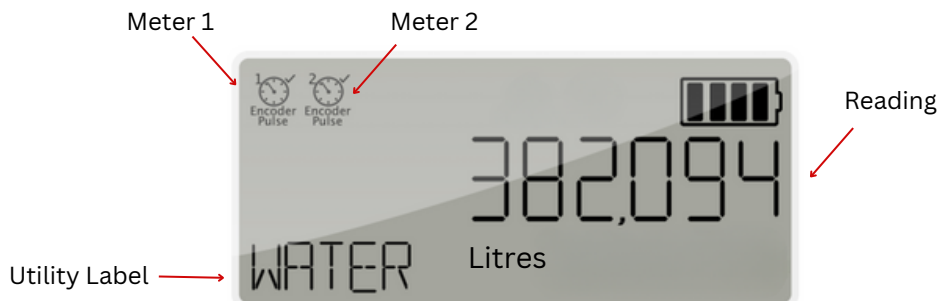 Meter 1
Meter 2
1 2
Encoder Encoder
Pulse Pulse
Reading
382,094
Utility Label
WATER
Litres